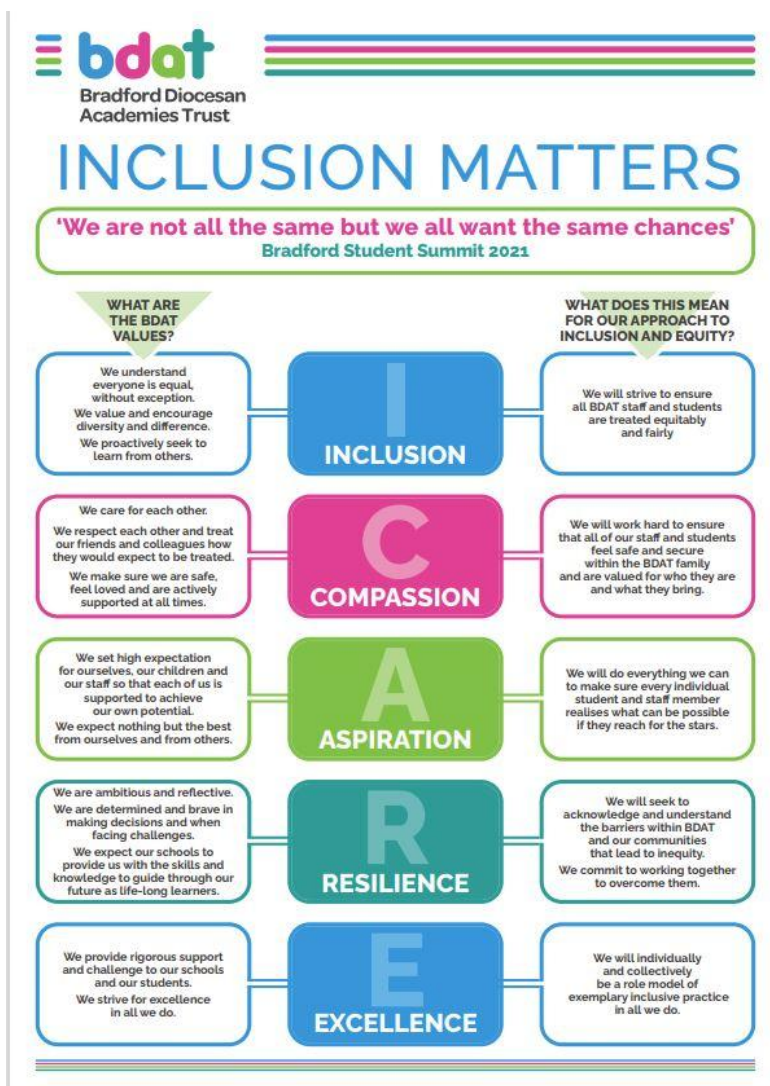 bdat
Bradford Diocesan
Academies Trust
INCLUSION MATTERS
‘We are not all the same but we all want the same chances’
Bradford Student Summit 2021
WHAT ARE
THE BDAT
VALUES?
WHAT DOES THIS MEAN
FOR OUR APPROACH TO
INCLUSION AND EQUITY?
We understand
everyone is equal,
without exception.
We value and encourage
diversity and difference.
We proactively seek to
learn from others.
I
INCLUSION
We will strive to ensure
all BDAT staff and students
are treated equitably
and fairly
We care for each other.
We respect each other and treat
our friends and colleagues how
they would expect to be treated.
We make sure we are safe,
feel loved and are actively
supported at all times.
C
COMPASSION
We will work hard to ensure
that all of our staff and students
feel safe and secure
within the BDAT family
and are valued for who they are
and what they bring.
We set high expectation
for ourselves, our children and
our staff so that each of us is
supported to achieve
our own potential.
We expect nothing but the best
from ourselves and from others.
A
ASPIRATION
We will do everything we can
to make sure every individual
student and staff member
realises what can be possible
if they reach for the stars.
We are ambitious and reflective.
We are determined and brave in
making decisions and when
facing challenges.
We expect our schools to
provide us with the skills and
knowledge to guide through our
future as life-long learners.
R
RESILIENCE
We will seek to
acknowledge and understand
the barriers within BDAT
and our communities
that lead to inequity.
We commit to working together
to overcome them.
We provide rigorous support
and challenge to our schools
and our students.
We strive for excellence
in all we do.
E
EXCELLENCE
We will individually
and collectively
be a role model of
exemplary inclusive practice
in all we do.